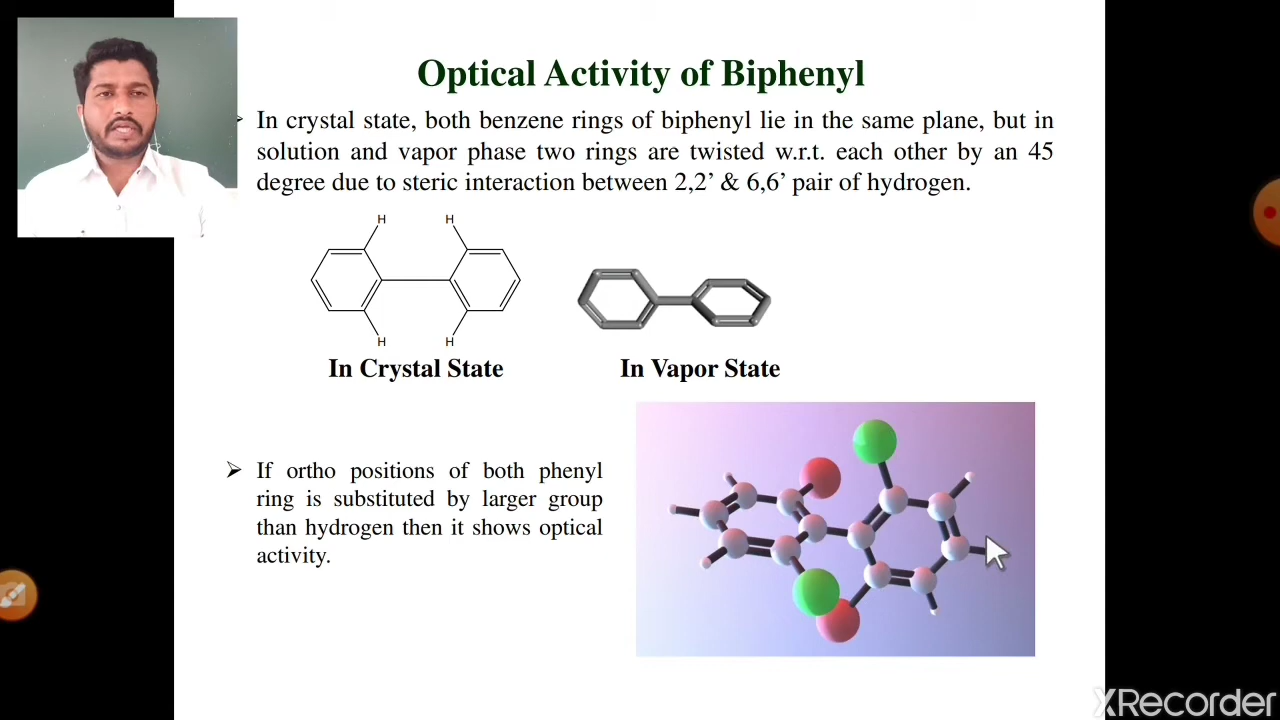 Optical Activity of Biphenyl
In crystal state, both benzene rings of biphenyl lie in the same plane, but in
solution and vapor phase two rings are twisted w.r.t. each other by an 45
degree due to steric interaction between 2,2’ & 6,6’ pair of hydrogen.
H H
H H
In Crystal State
In Vapor State
➢ If ortho positions of both phenyl
ring is substituted by larger group
than hydrogen then it shows optical
activity.
XRecorder